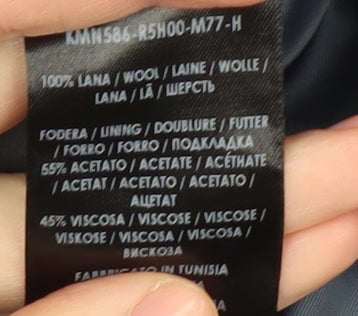 KMN586-R5H00-M77-H
100% LANA / WOOL / LAINE / WOLLE /
LANA / LÃ / ШЕРСТЬ
FODERA / LINING / DOUBLURE / FUTTER
/ FORRO / FORRO / ПОДКЛАДКА
55% ACETATO / ACETATE / ACÉTHATE
/ ACETAT / ACETATO / ACETATO /
АЦЕТАТ
45% VISCOSA / VISCOSE / VISCOSE /
VISKOSE / VISCOSA / VISCOSA /
ВИСКОЗА
FABBRICATO IN TUNISIA